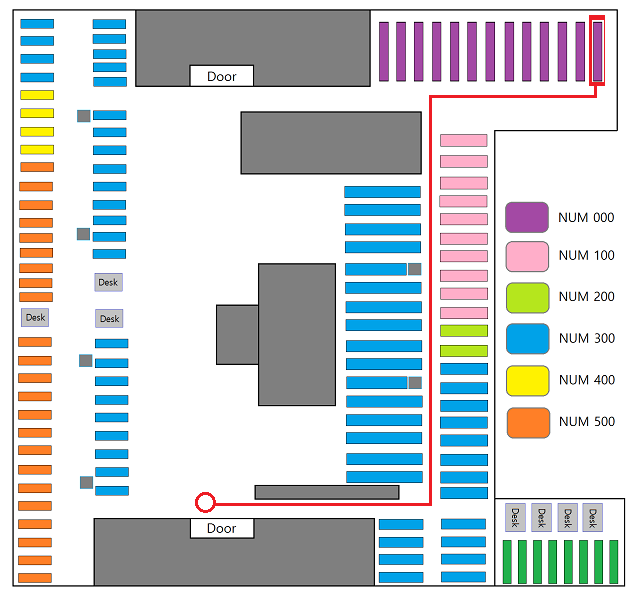 Door
NUM 000
NUM 100
NUM 200
Desk
Desk
Desk
NUM 300
NUM 400
NUM 500
Desk
Desk
Desk
Desk
Door